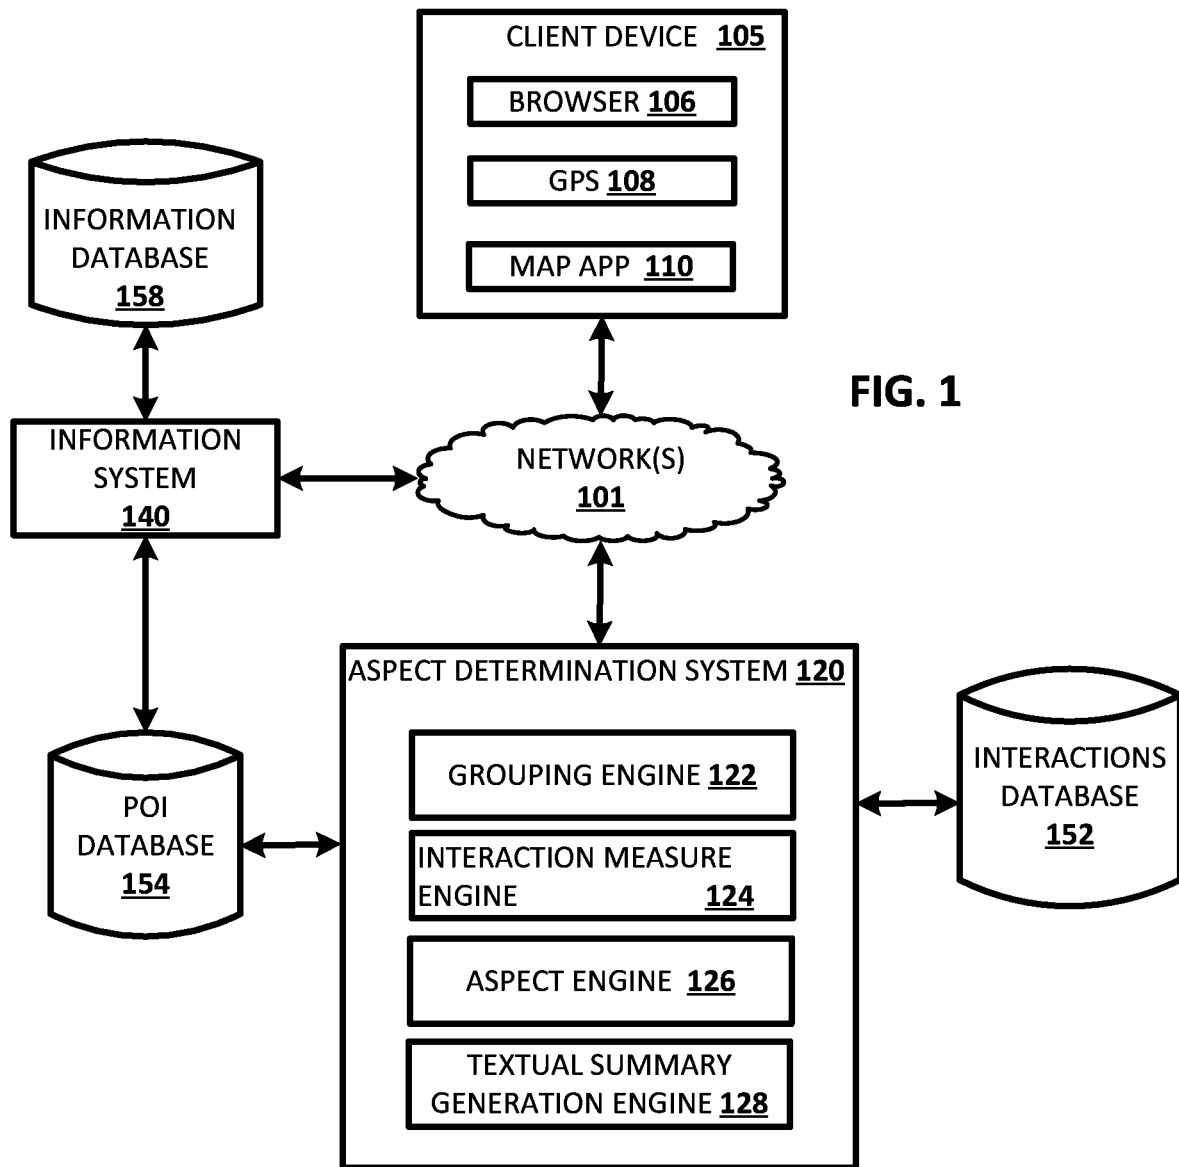 CLIENT DEVICE 105
BROWSER 106
GPS 108
MAP APP 110
INFORMATION
DATABASE
158
FIG. 1
INFORMATION
SYSTEM
140
NETWORK(S)
101
ASPECT DETERMINATION SYSTEM 120
GROUPING ENGINE 122
INTERACTION MEASURE
ENGINE 124
ASPECT ENGINE 126
TEXTUAL SUMMARY
GENERATION ENGINE 128
POI
DATABASE
154
INTERACTIONS
DATABASE
152